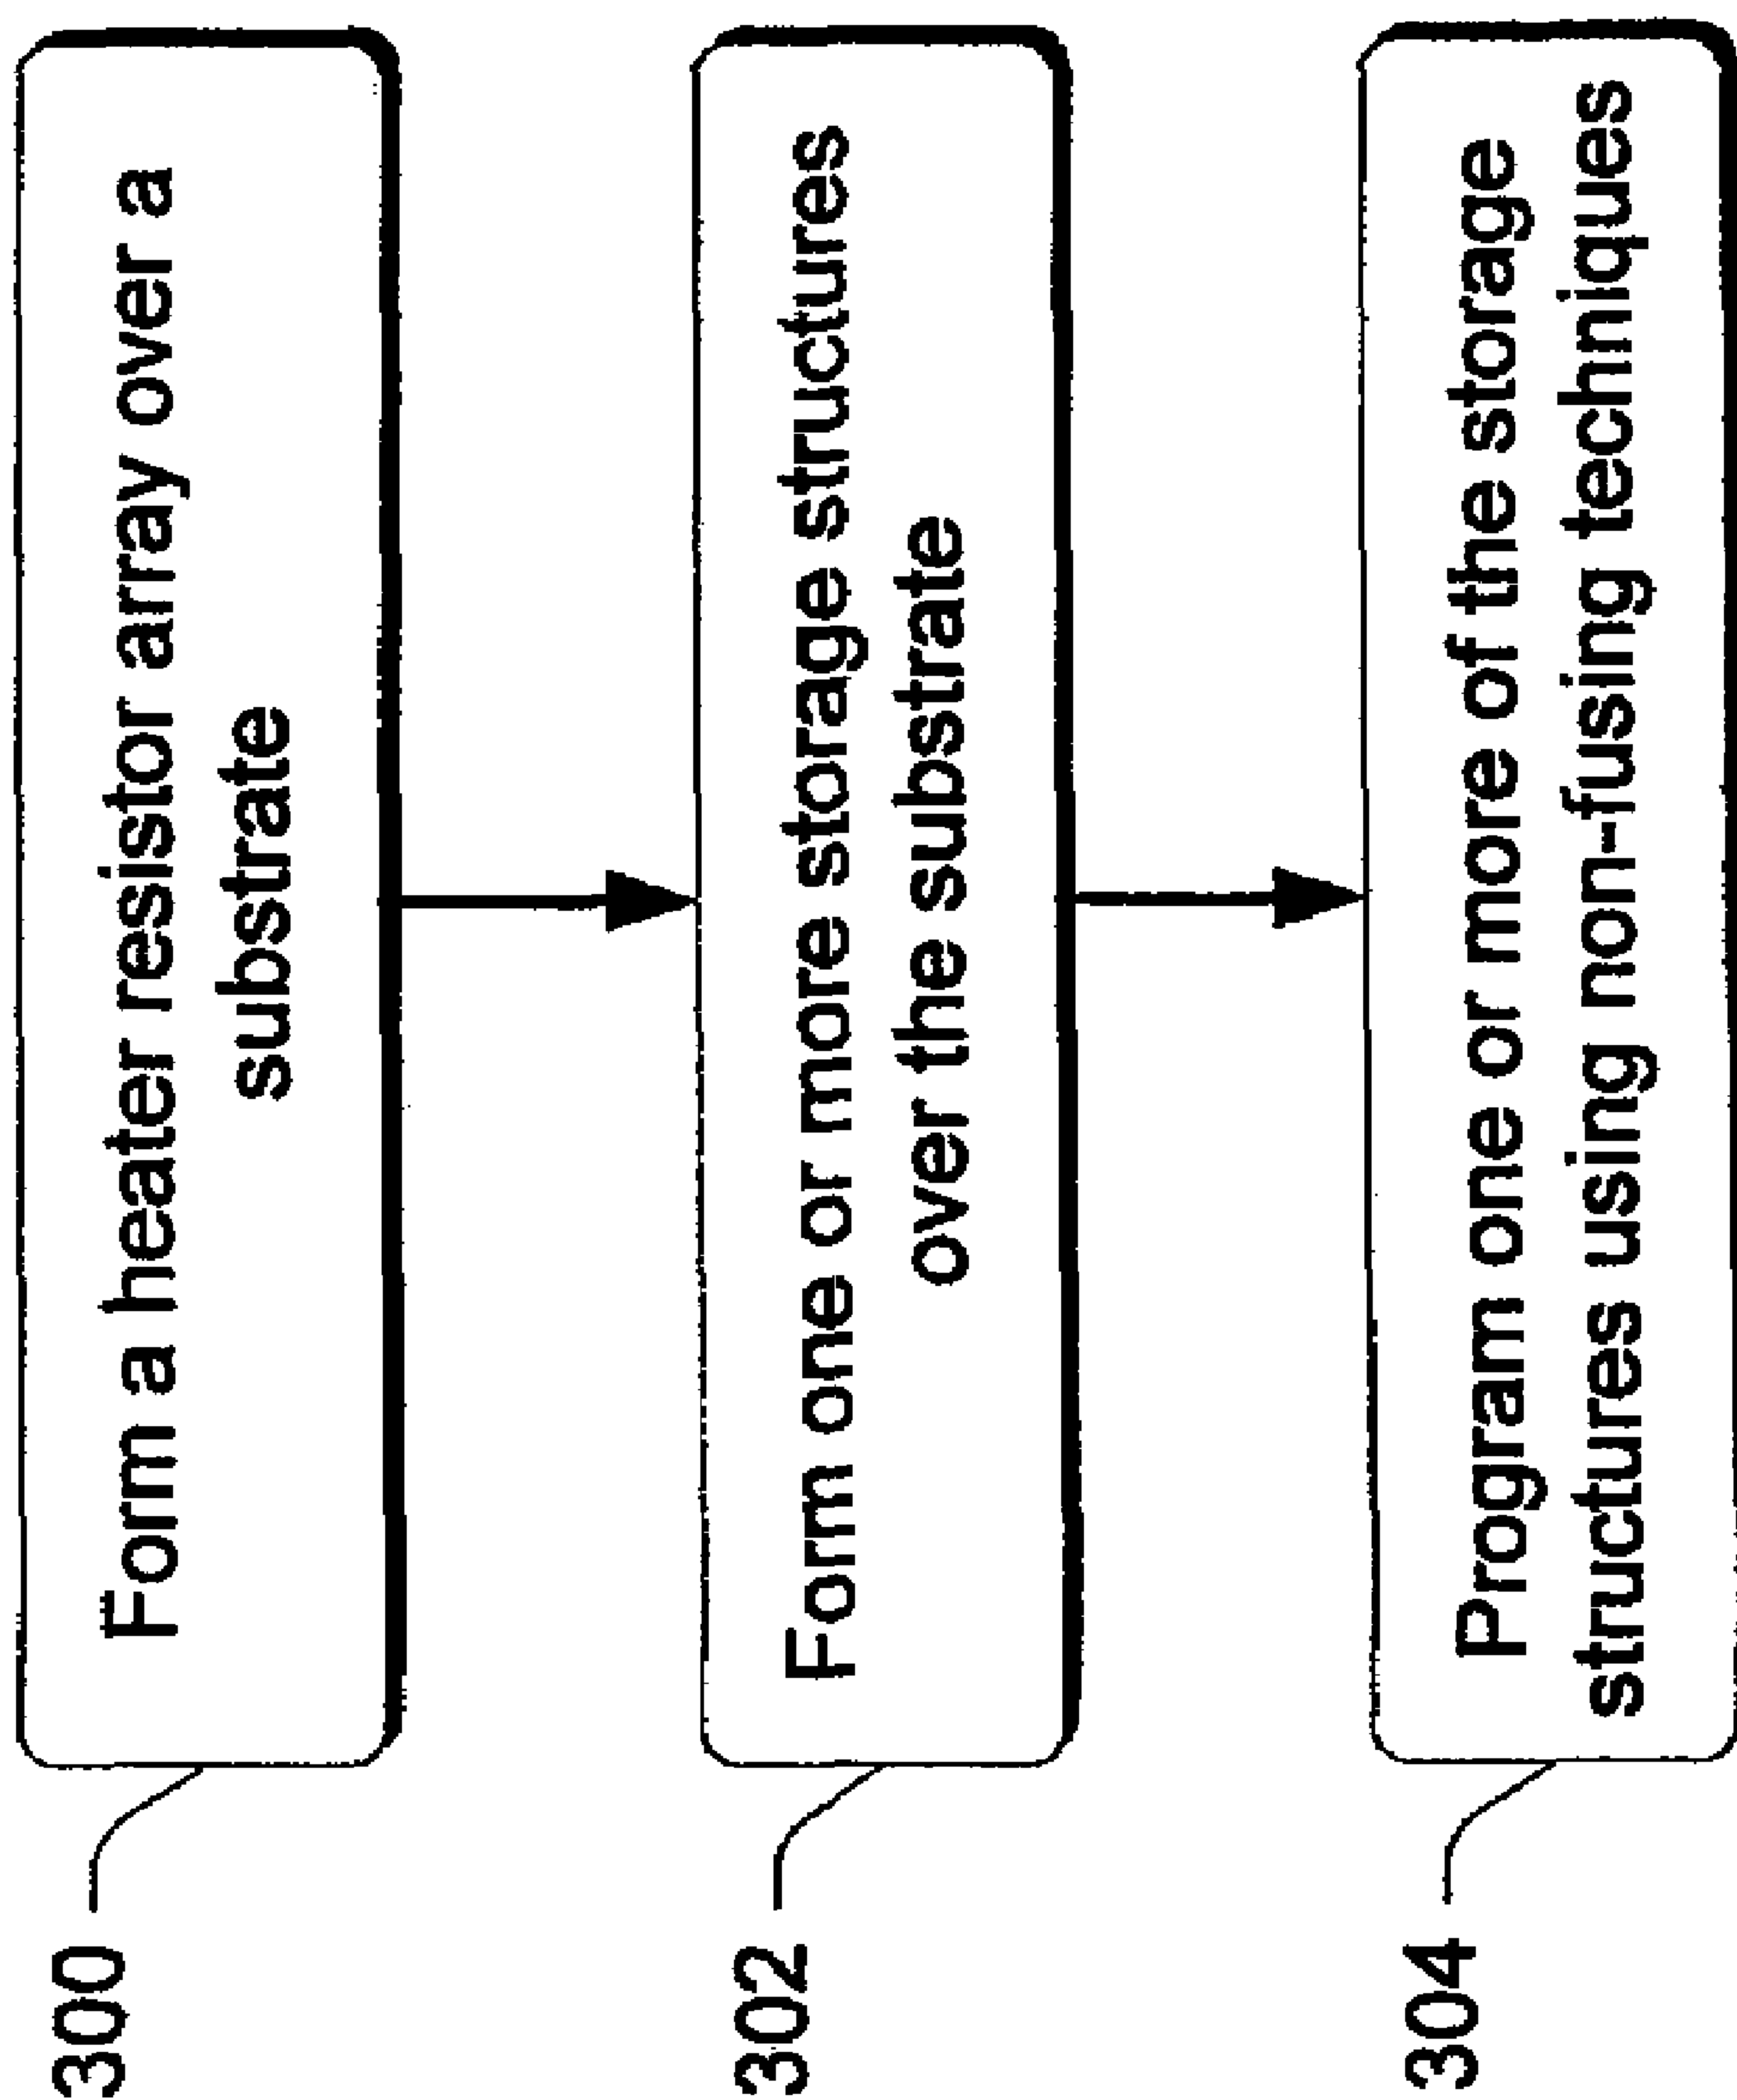 300
Form a heater resistor array over a
substrate
302
Form one or more storage structures
over the substrate
304
Program one or more of the storage
structures using non-fusing techniques